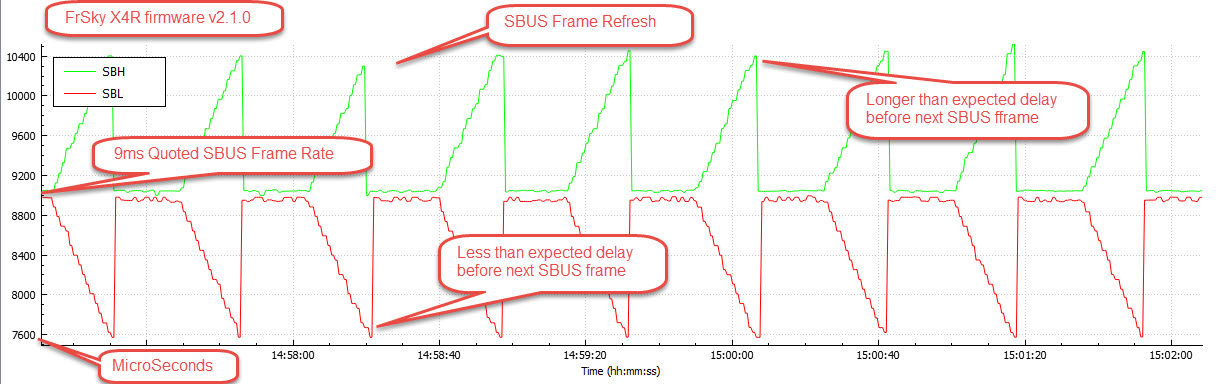 FrSky X4R firmware v2.1.0
SBUS Frame Refresh
10400
SBH
SBL
10000
Longer than expected delay
before next SBUS fframe
9600
9ms Quoted SBUS Frame Rate
9200
8800
8400
Less than expected delay
before next SBUS frame
8000
7600
MicroSeconds
14:58:00
14:58:40
14:59:20
15:00:00
15:00:40
15:01:20
15:02:00
Time (hh:mm:ss)